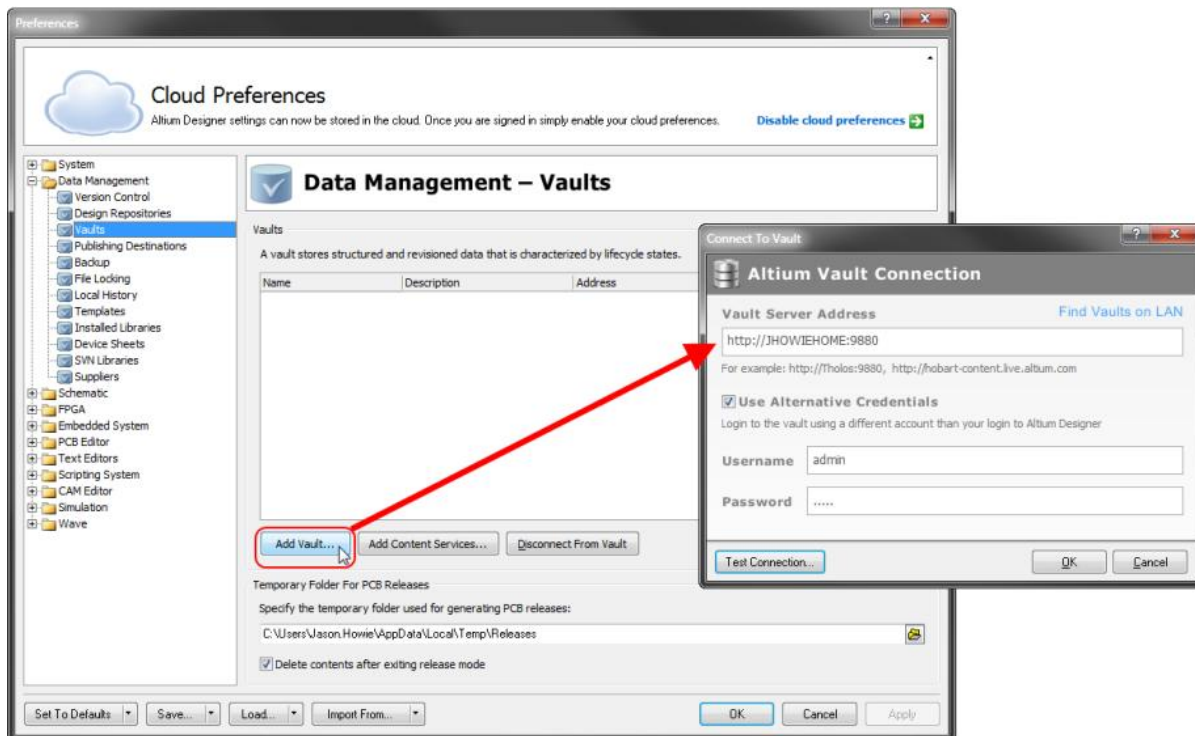 Preferences
Cloud Preferences
Altium Designer settings can now be stored in the cloud. Once you are signed in simply enable your cloud preferences.
Disable cloud preferences
System
Data Management
Version Control
Design Repositories
Vaults
Publishing Destinations
Backup
File Locking
Local History
Templates
Installed Libraries
Device Sheets
SVN Libraries
Suppliers
Schematic
FPGA
Embedded System
PCB Editor
Text Editors
Scripting System
CAM Editor
Simulation
Wave
Data Management – Vaults
Vaults
A vault stores structured and revisioned data that is characterized by lifecycle states.
Name Description Address
Add Vault... Add Content Services... Disconnect From Vault
Temporary Folder For PCB Releases
Specify the temporary folder used for generating PCB releases:
C:\Users\Jason.Howie\AppData\Local\Temp\Releases
Delete contents after exiting release mode
Set To Defaults Save... Load... Import From... OK Cancel Apply
Connect To Vault
Altium Vault Connection
Vault Server Address Find Vaults on LAN
http://JHOWIEHOME:9880
For example: http://Tholos:9880, http://hobart-content.live.altium.com
Use Alternative Credentials
Login to the vault using a different account than your login to Altium Designer
Username admin
Password .....
Test Connection... OK Cancel